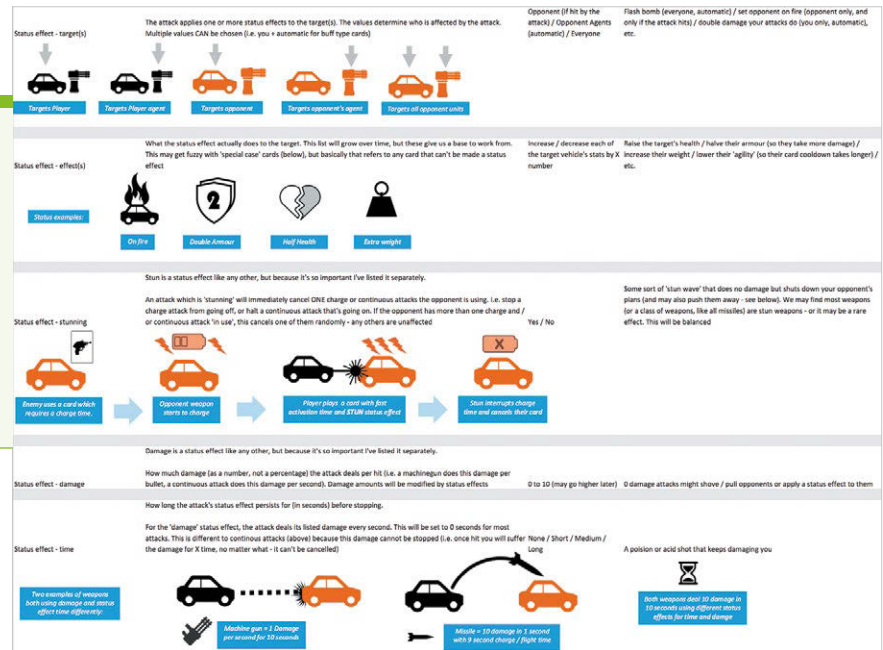 The attack applies one or more status effects to the target(s). The values determine who is affected by the attack.
Status effect - target(s)
Multiple values CAN be chosen (i.e. you + automatic for buff type cards)
Opponent (if hit by the
attack) / Opponent Agents
(automatic) / Everyone
Flash bomb (everyone, automatic) / set opponent on fire (opponent only, and
only if the attack hits) / double damage your attacks do (you only, automatic),
etc.
Targets Player
Targets Player agent
Targets opponent
Targets opponent's agent
Targets all opponent units
Status effect - effect(s)
What the status effect actually does to the target. This list will grow over time, but these give us a base to work from.
This may get fuzzy with 'special case' cards (below), but basically that refers to any card that can't be made a status
effect
Increase / decrease each of
the target vehicle's stats by X
number
Raise the target's health / halve their armour (so they take more damage) /
increase their weight / lower their 'agility' (so their card cooldown takes longer) /
etc.
Status examples:
2
On fire
Double Armour
Half Health
Extra weight
Stun is a status effect like any other, but because it's so important I've listed it separately.
Status effect - stunning
An attack which is 'stunning' will immediately cancel ONE charge or continuous attacks the opponent is using. i.e. stop a
charge attack from going off, or halt a continuous attack that's going on. If the opponent has more than one charge and /
or continuous attack 'in use', this cancels one of them randomly - any others are unaffected
Yes / No
Some sort of 'stun wave' that does no damage but shuts down your opponent's
plans (and may also push them away - see below). We may find most weapons
(or a class of weapons, like all missiles) are stun weapons - or it may be a rare
effect. This will be balanced
X
Enemy uses a card which
requires a charge time.
Opponent weapon
starts to charge
Player plays a card with fast
activation time and STUN status effect
Stun interrupts charge
time and cancels their card
Damage is a status effect like any other, but because it's so important I've listed it separately.
Status effect - damage
How much damage (as a number, not a percentage) the attack deals per hit (i.e. a machinegun does this damage per
bullet, a continuous attack does this damage per second). Damage amounts will be modified by status effects
0 to 10 (may go higher later)
0 damage attacks might shove / pull opponents or apply a status effect to them
How long the attack's status effect persists for (in seconds) before stopping.
Status effect - time
For the 'damage' status effect, the attack deals its listed damage every second. This will be set to 0 seconds for most
attacks. This is different to continous attacks (above) because this damage cannot be stopped (i.e. once hit you will suffer
the damage for X time, no matter what - it can't be cancelled)
None / Short / Medium /
Long
A poision or acid shot that keeps damaging you
Two examples of weapons
both using damage and status
effect time differently:
Machine gun = 1 Damage
per second for 10 seconds
Missile = 10 damage in 1 second
with 9 second charge / flight time
Both weapons deal 10 damage in
10 seconds using different status
effects for time and damge